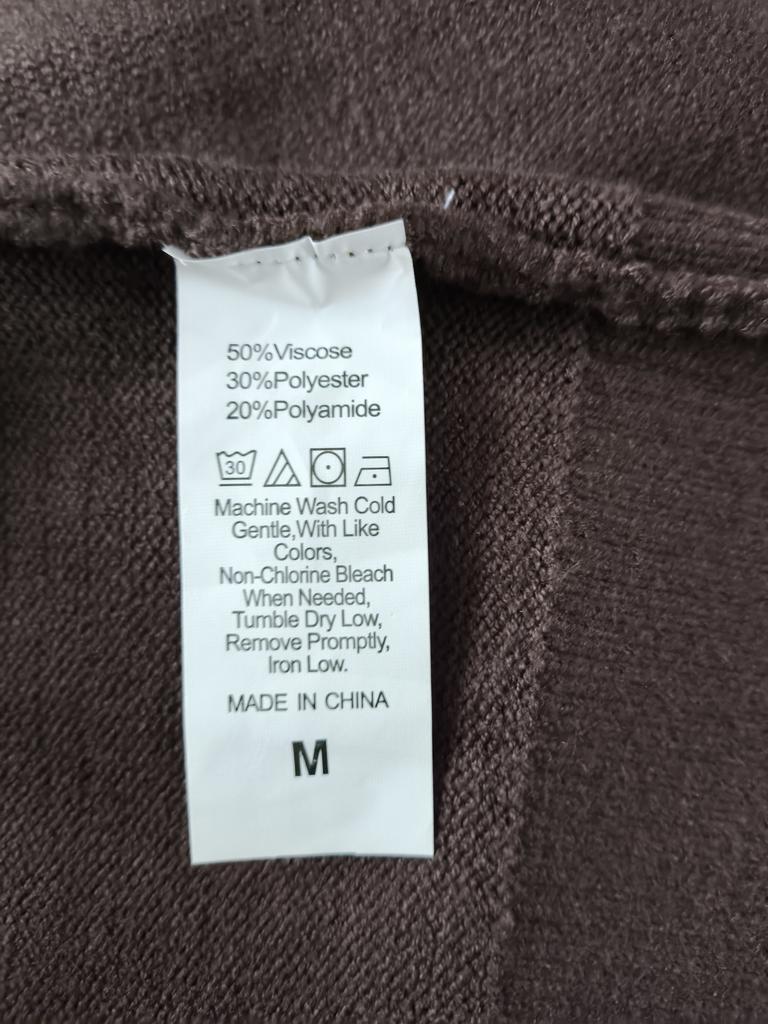 50%Viscose
30%Polyester
20%Polyamide
30
Machine Wash Cold
Gentle,With Like
Colors,
Non-Chlorine Bleach
When Needed,
Tumble Dry Low,
Remove Promptly,
Iron Low.
MADE IN CHINA
M